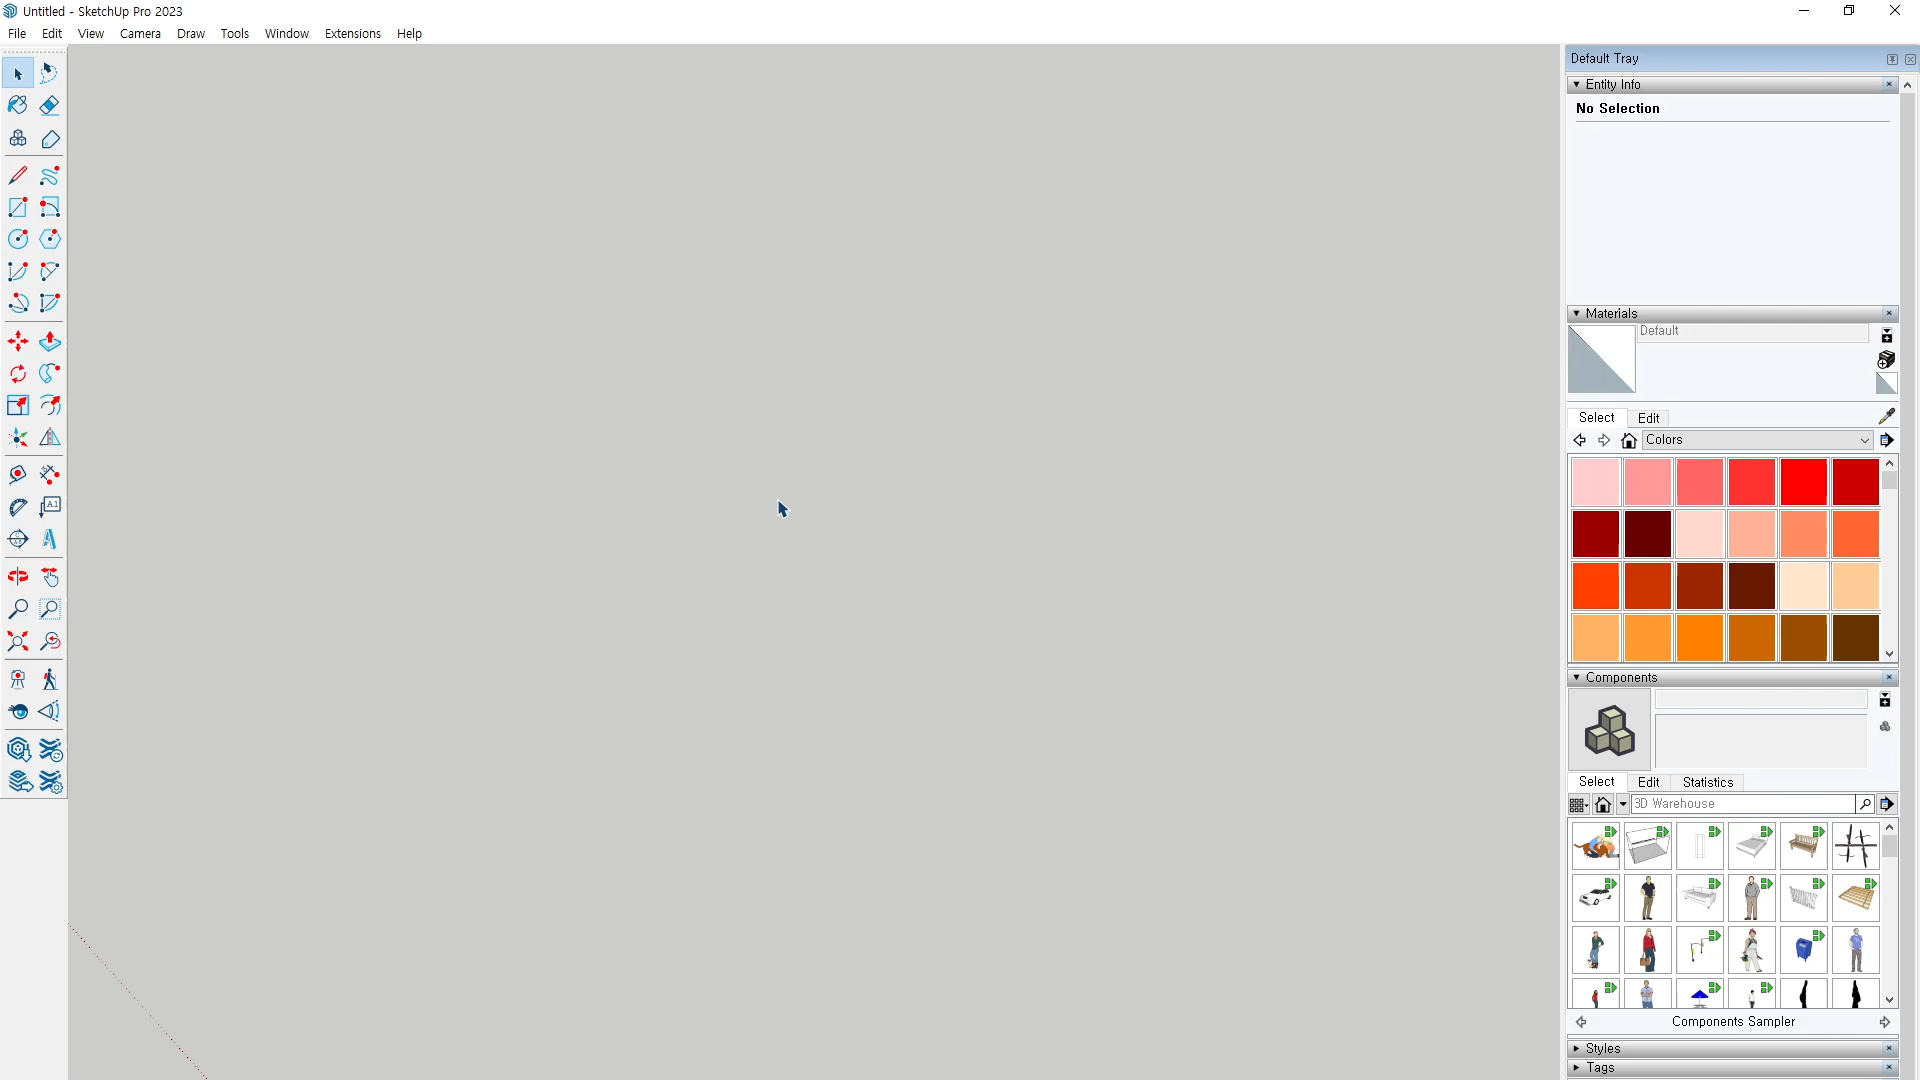 Untitled - SketchUp Pro 2023
File Edit View Camera Draw Tools Window Extensions Help
Default Tray
Entity Info
No Selection
Materials
Default
Select Edit
Colors
Components
Select Edit Statistics
3D Warehouse
Components Sampler
Styles
Tags
A1